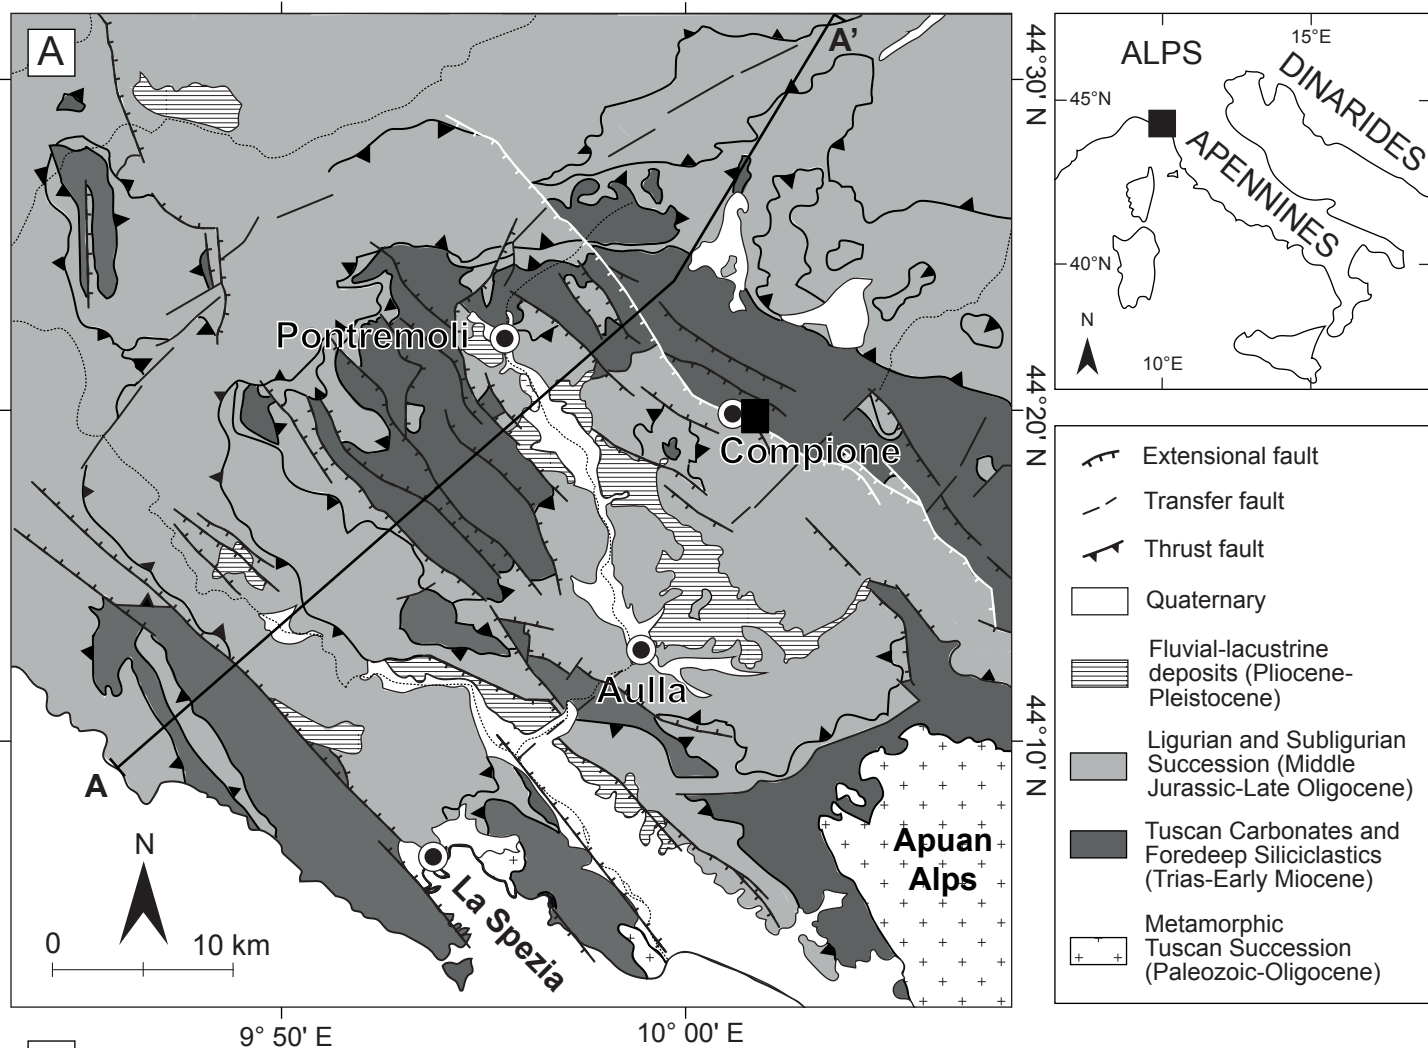 A
A'
Pontremoli
Compione
Aulla
A
Apuan
Alps
La Spezia
N
0 10 km
9° 50' E
10° 00' E
44°30' N
44°20' N
44°10' N
ALPS
15°E
DINARIDES
45°N
APENNINES
40°N
N
10°E
Extensional fault
Transfer fault
Thrust fault
Quaternary
Fluvial-lacustrine
deposits (Pliocene-
Pleistocene)
Ligurian and Subligurian
Succession (Middle
Jurassic-Late Oligocene)
Tuscan Carbonates and
Foredeep Siliciclastics
(Trias-Early Miocene)
Metamorphic
Tuscan Succession
(Paleozoic-Oligocene)